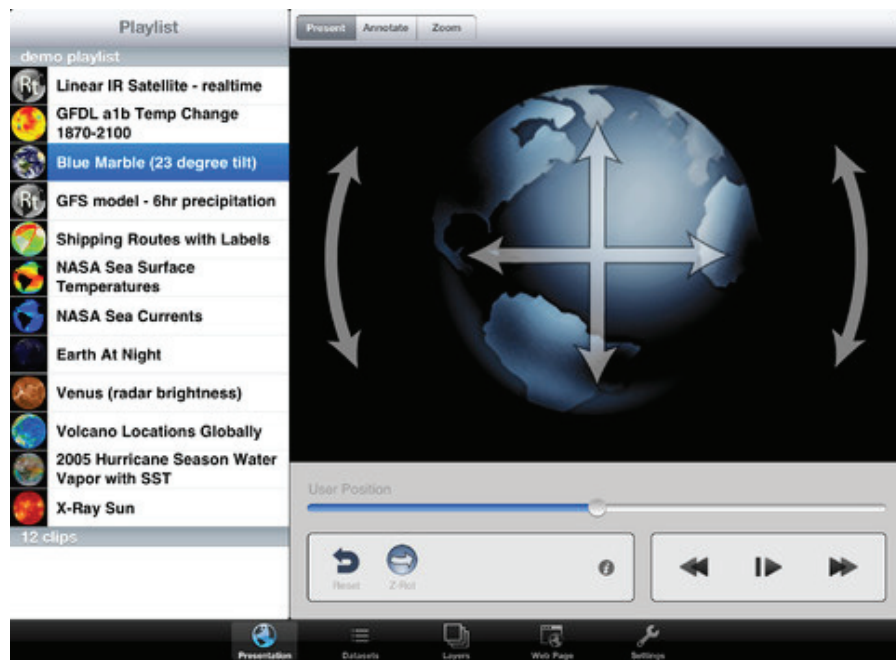 Playlist
Present Annotate Zoom
demo playlist
Rt
Linear IR Satellite - realtime
GFDL a1b Temp Change
1870-2100
Blue Marble (23 degree tilt)
Rt
GFS model - 6hr precipitation
Shipping Routes with Labels
NASA Sea Surface
Temperatures
NASA Sea Currents
Earth At Night
Venus (radar brightness)
Volcano Locations Globally
2005 Hurricane Season Water
Vapor with SST
X-Ray Sun
12 clips
User Position
Reset Z-Rot
i
Presentation Datasets Layers Web Page Settings